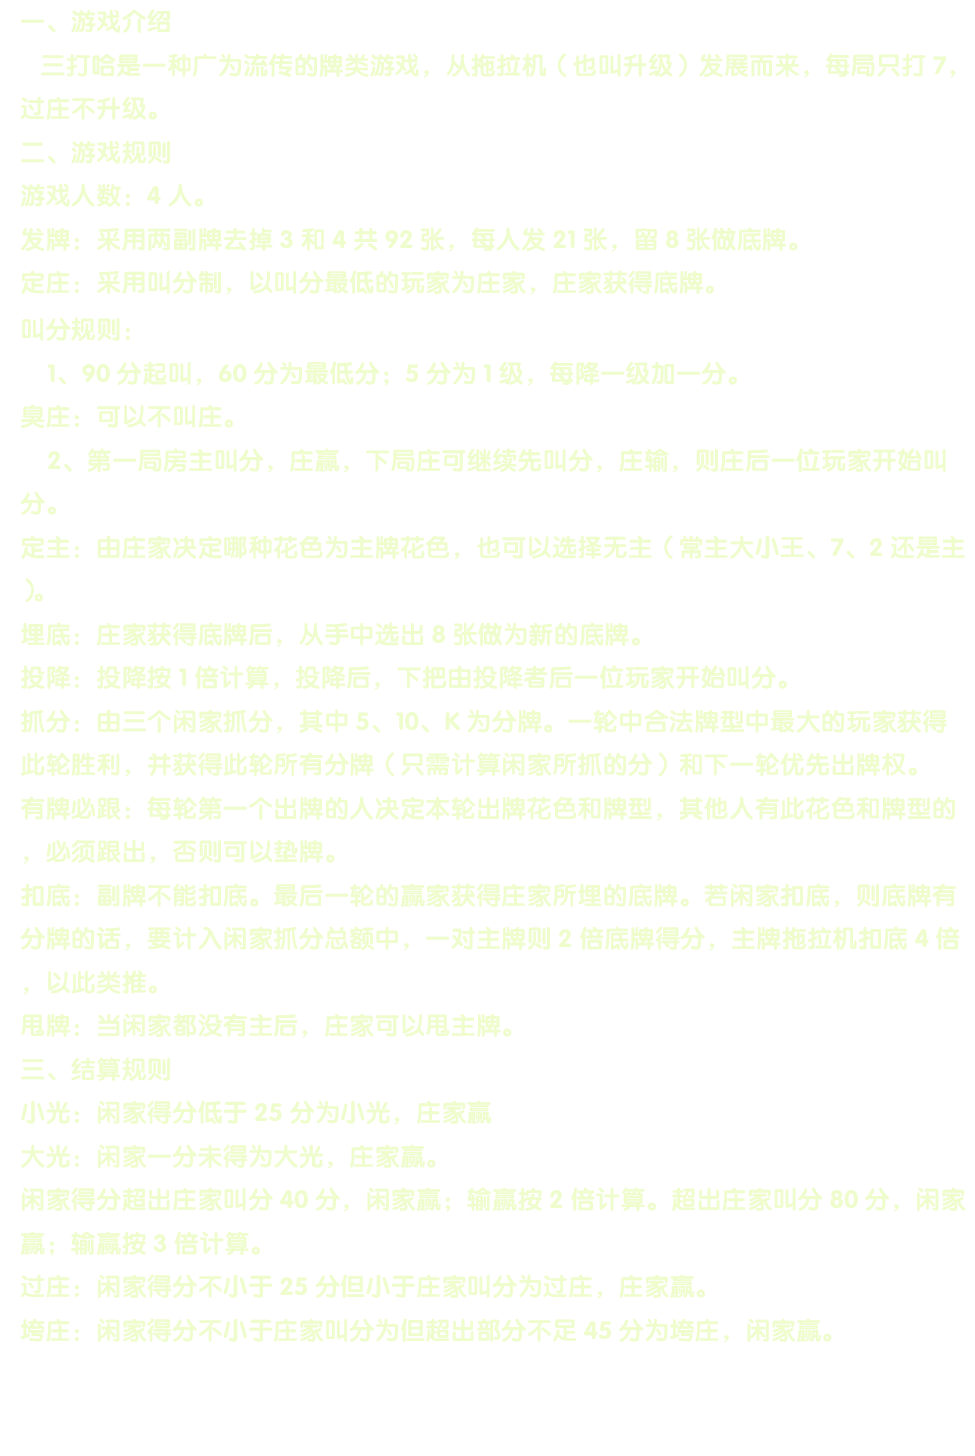 一、游戏介绍
三打哈是一种广为流传的牌类游戏，从拖拉机（也叫升级）发展而来，每局只打 7，
过庄不升级。
二、游戏规则
游戏人数：4 人。
发牌：采用两副牌去掉 3 和 4 共 92 张，每人发 21 张，留 8 张做底牌。
定庄：采用叫分制，以叫分最低的玩家为庄家，庄家获得底牌。
叫分规则：
1、90 分起叫，60 分为最低分；5 分为 1 级，每降一级加一分。
臭庄：可以不叫庄。
2、第一局房主叫分，庄赢，下局庄可继续先叫分，庄输，则庄后一位玩家开始叫
分。
定主：由庄家决定哪种花色为主牌花色，也可以选择无主（常主大小王、7、2 还是主
）。
埋底：庄家获得底牌后，从手中选出 8 张做为新的底牌。
投降：投降按 1 倍计算，投降后，下把由投降者后一位玩家开始叫分。
抓分：由三个闲家抓分，其中 5、10、K 为分牌。一轮中合法牌型中最大的玩家获得
此轮胜利，并获得此轮所有分牌（只需计算闲家所抓的分）和下一轮优先出牌权。
有牌必跟：每轮第一个出牌的人决定本轮出牌花色和牌型，其他人有此花色和牌型的
，必须跟出，否则可以垫牌。
扣底：副牌不能扣底。最后一轮的赢家获得庄家所埋的底牌。若闲家扣底，则底牌有
分牌的话，要计入闲家抓分总额中，一对主牌则 2 倍底牌得分，主牌拖拉机扣底 4 倍
，以此类推。
甩牌：当闲家都没有主后，庄家可以甩主牌。
三、结算规则
小光：闲家得分低于 25 分为小光，庄家赢
大光：闲家一分未得为大光，庄家赢。
闲家得分超出庄家叫分 40 分，闲家赢；输赢按 2 倍计算。超出庄家叫分 80 分，闲家
赢；输赢按 3 倍计算。
过庄：闲家得分不小于 25 分但小于庄家叫分为过庄，庄家赢。
垮庄：闲家得分不小于庄家叫分为但超出部分不足 45 分为垮庄，闲家赢。